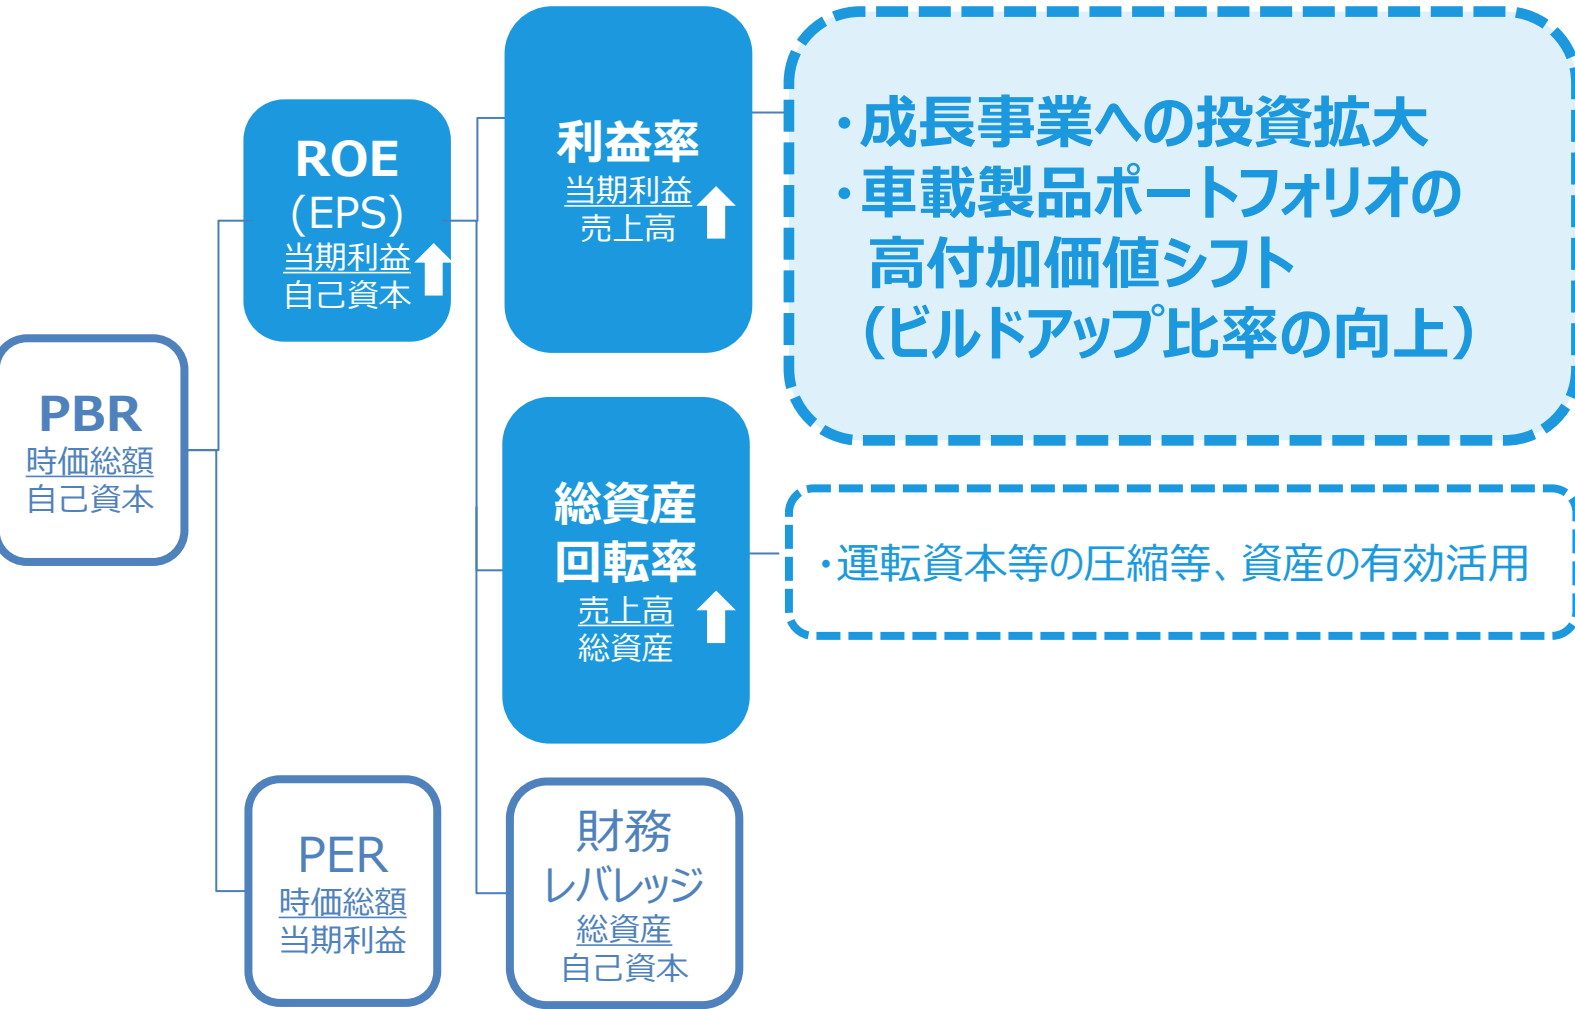 PBR
時価総額
自己資本
ROE
（EPS）
当期利益
自己資本
PER
時価総額
当期利益
利益率
当期利益
売上高
総資産
回転率
売上高
総資産
財務
レバレッジ
総資産
自己資本
・成長事業への投資拡大
・車載製品ポートフォリオの
高付加価値シフト
（ビルドアップ比率の向上）
・運転資本等の圧縮等、資産の有効活用